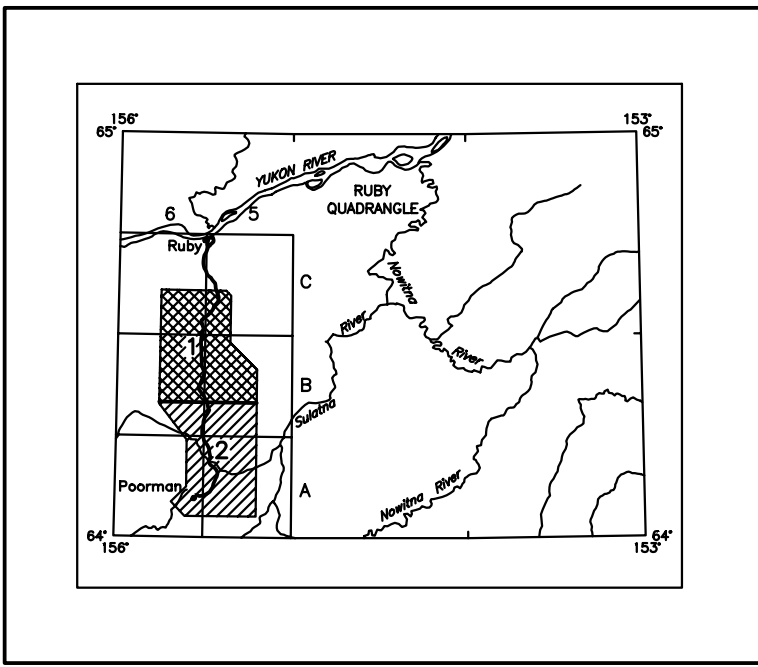 156°
153°
65°
65°
YUKON RIVER
RUBY
QUADRANGLE
6
5
Ruby
C
Nowitna
River
1
River
B
Sulatna
2
Poorman
A
Nowitna River
64°
64°
156°
153°